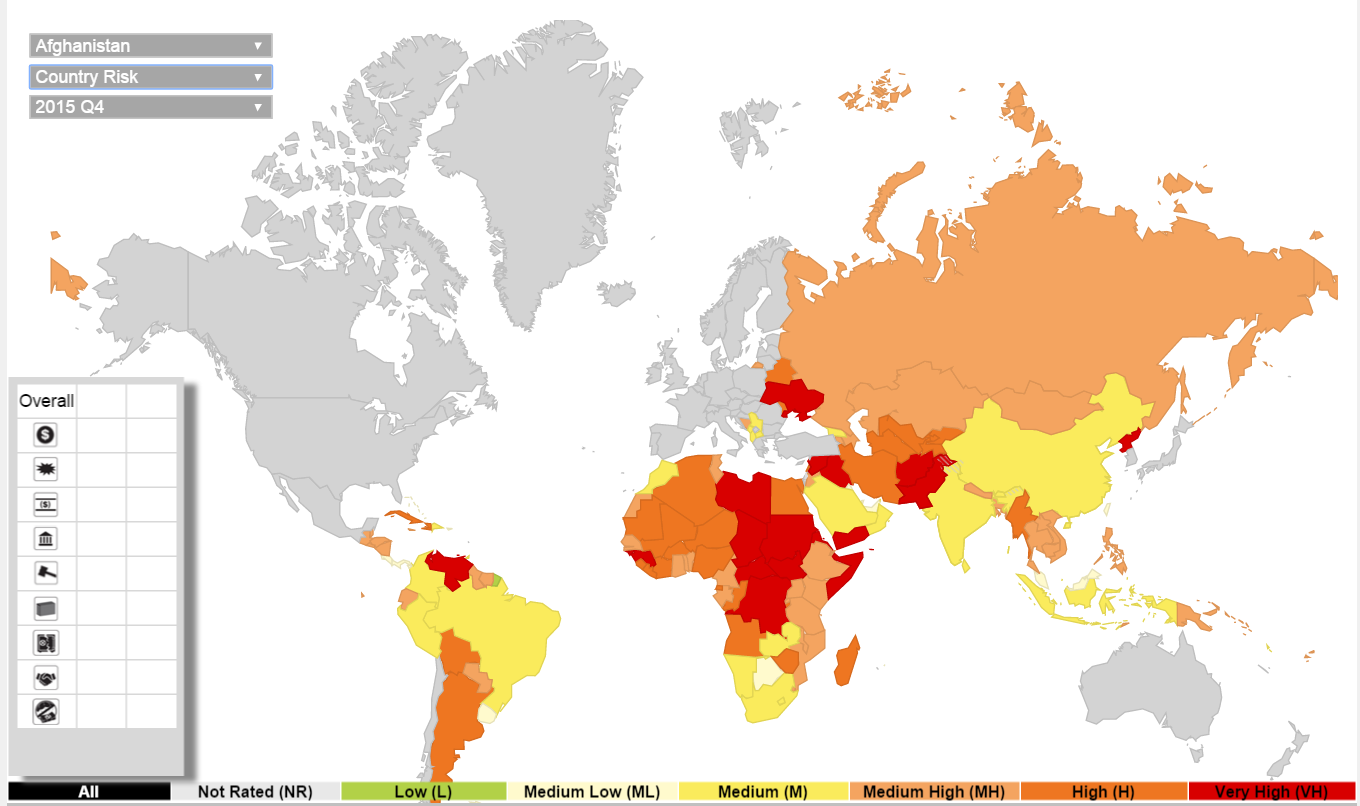 Afghanistan
Country Risk
2015 Q4
Overall
$
($)
All
Not Rated (NR)
Low (L)
Medium Low (ML)
Medium (M)
Medium High (MH)
High (H)
Very High (VH)